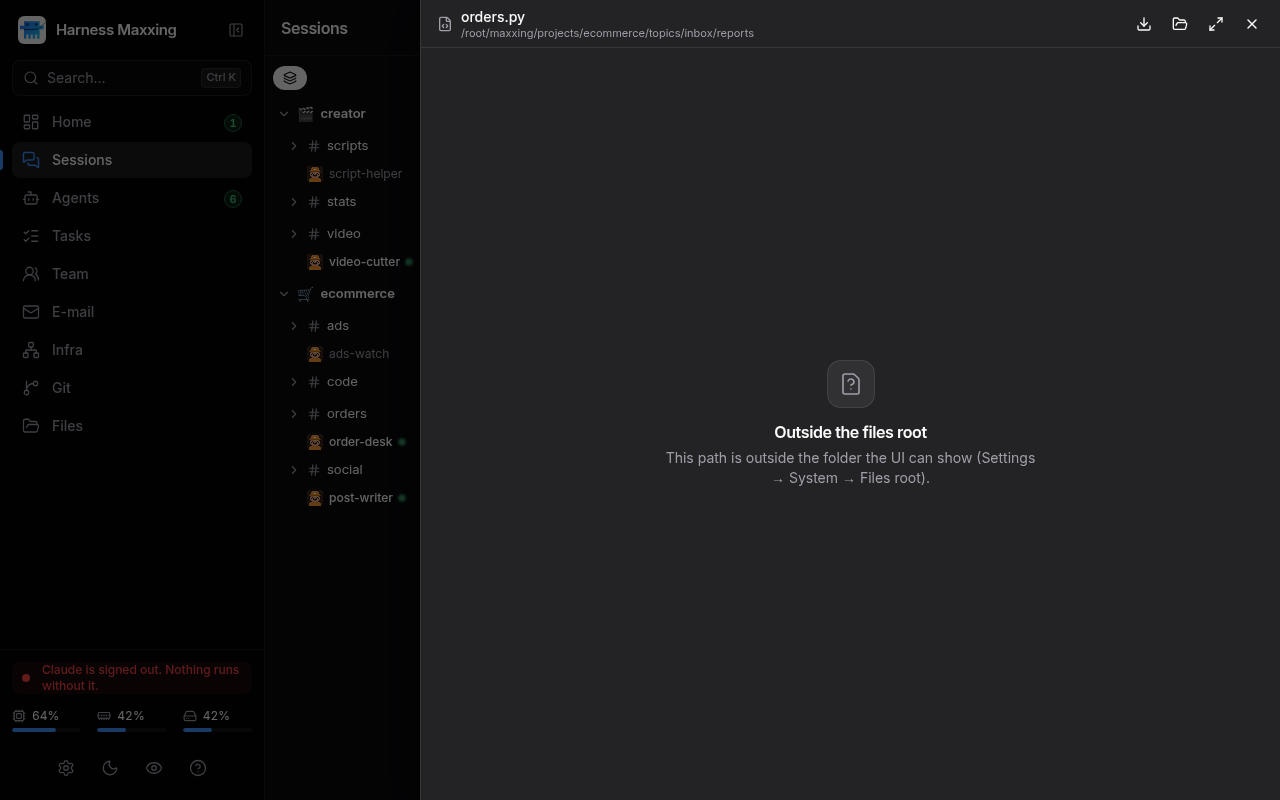 Harness Maxxing
Search...
Ctrl K
Home
1
Sessions
Agents
6
Tasks
Team
E-mail
Infra
Git
Files
Claude is signed out. Nothing runs
without it.
64%
42%
42%
Sessions
creator
scripts
script-helper
stats
video
video-cutter
ecommerce
ads
ads-watch
code
orders
order-desk
social
post-writer
orders.py
/root/maxxing/projects/ecommerce/topics/inbox/reports
Outside the files root
This path is outside the folder the UI can show (Settings
→ System → Files root).